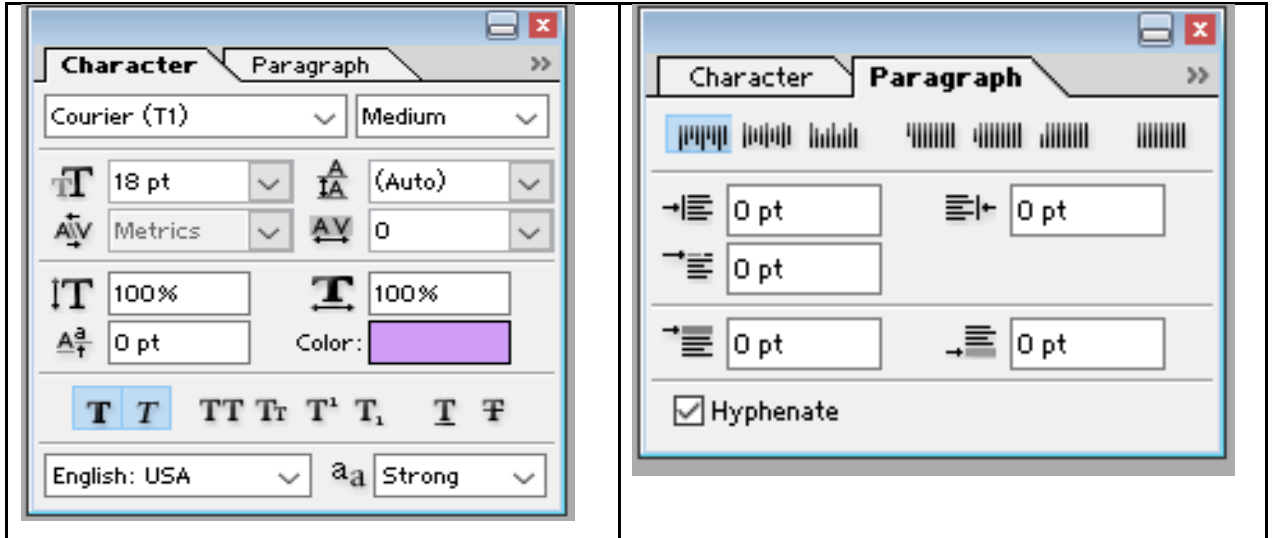 Character Paragraph
Courier (T1) Medium
18 pt (Auto)
Metrics 0
100% 100%
0 pt Color:
T T TT Tr T¹ T₁ T T
English: USA aa Strong
Character Paragraph
0 pt 0 pt
0 pt
0 pt 0 pt
Hyphenate